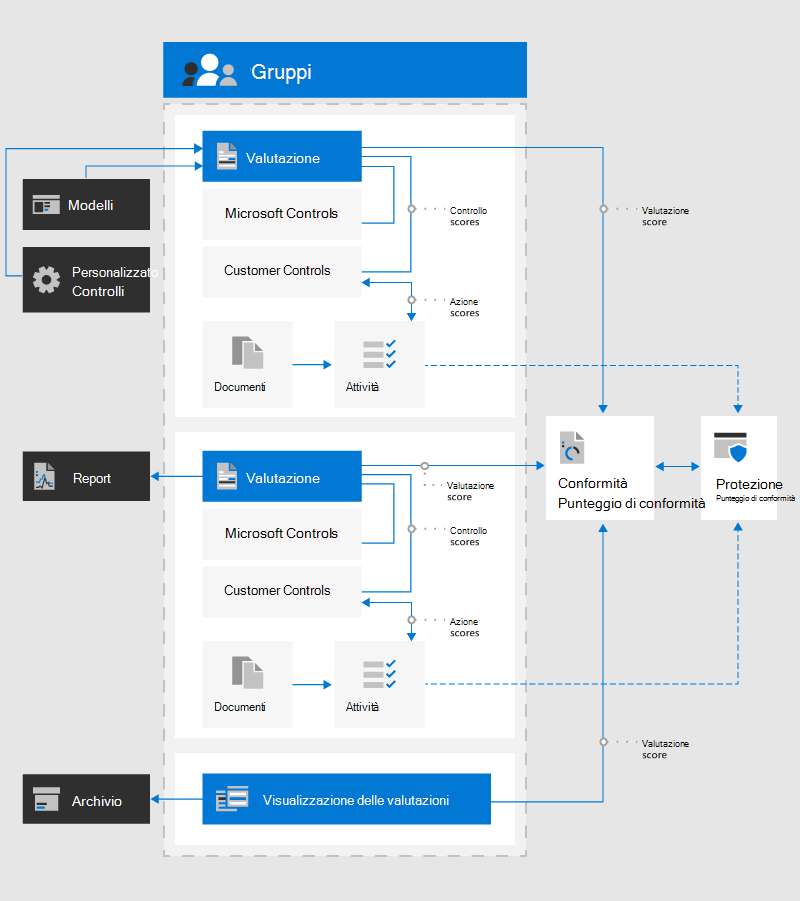 Gruppi
Valutazione
Modelli
Microsoft Controls
Controllo
scores
Valutazione
score
Personalizzato
Controlli
Customer Controls
Azione
scores
Documenti
Attività
Report
Valutazione
Valutazione
score
Conformità
Punteggio di conformità
Protezione
Punteggio di conformità
Microsoft Controls
Controllo
scores
Customer Controls
Azione
scores
Documenti
Attività
Valutazione
score
Archivio
Visualizzazione delle valutazioni